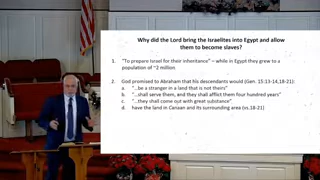 Why did the Lord bring the Israelites into Egypt and allow
them to become slaves?
1. "To prepare Israel for their inheritance" – while in Egypt they grew to a
population of ~2 million.
2. God promised to Abraham that his descendants would (Gen. 15:13-14,18-21):
a. "…be a stranger in a land that is not theirs"
b. "…shall serve them, and they shall afflict them four hundred years"
c. "…they shall come out with great substance"
d. have the land in Canaan and its surrounding area (vs.18-21)